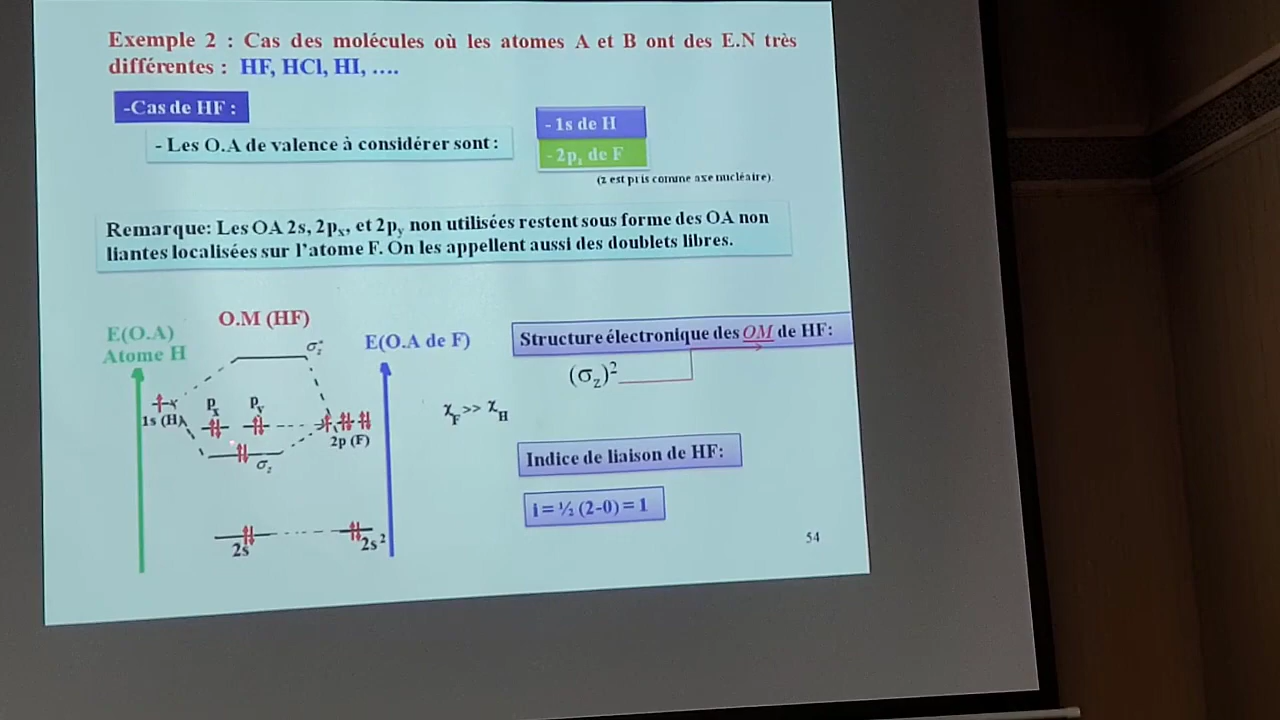 Exemple 2 : Cas des molécules où les atomes A et B ont des E.N très
différentes : HF, HCl, HI, ....
-Cas de HF :
- Les O.A de valence à considérer sont :
- 1s de H
- 2pz de F
(z est pris comme axe nucléaire).
Remarque: Les OA 2s, 2px, et 2py non utilisées restent sous forme des OA non
liantes localisées sur l'atome F. On les appellent aussi des doublets libres.
O.M (HF)
E(O.A)
Atome H
E(O.A de F)
σz*
1s (H)
px
py
2p (F)
σz
2s
2s²
χF >> χH
Structure électronique des OM de HF:
(σz)²
Indice de liaison de HF:
i = ½ (2-0) = 1
54